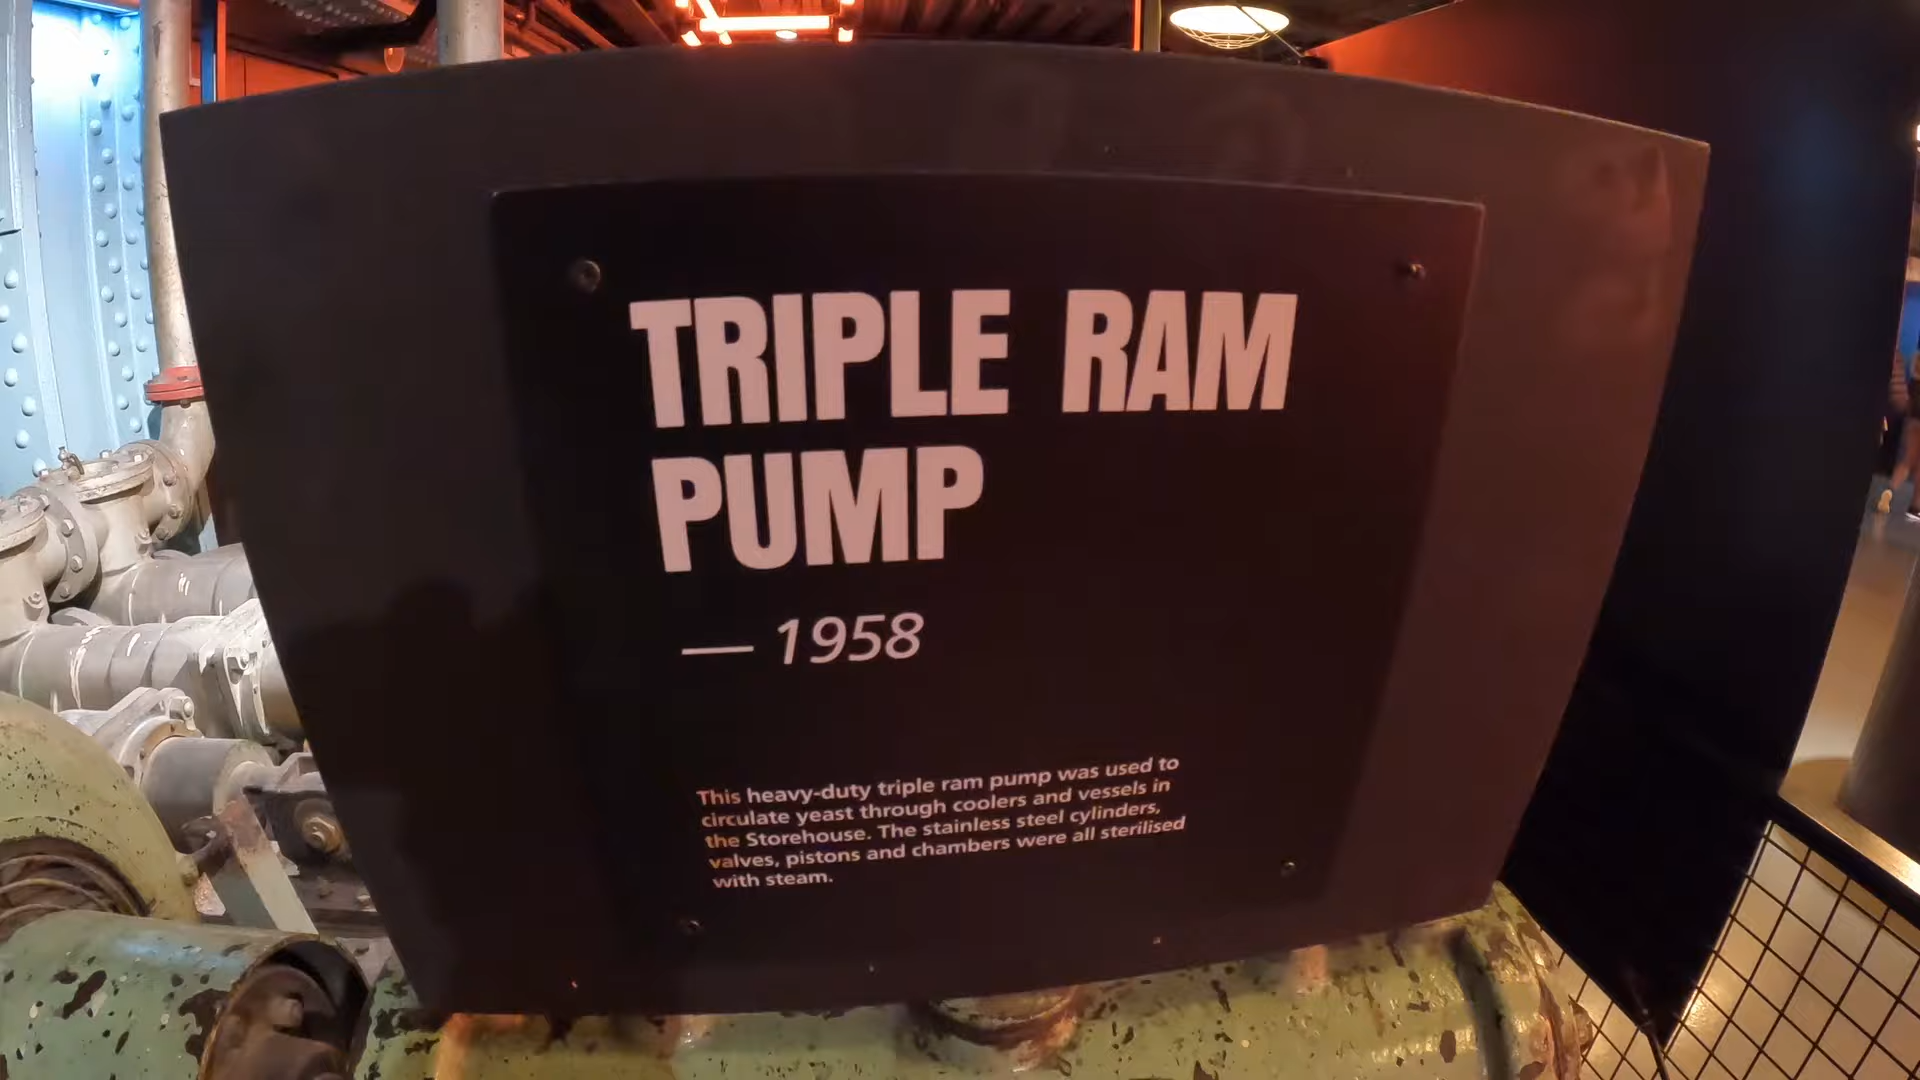 TRIPLE RAM
PUMP
— 1958
This heavy-duty triple ram pump was used to
circulate yeast through coolers and vessels in
the Storehouse. The stainless steel cylinders,
valves, pistons and chambers were all sterilised
with steam.